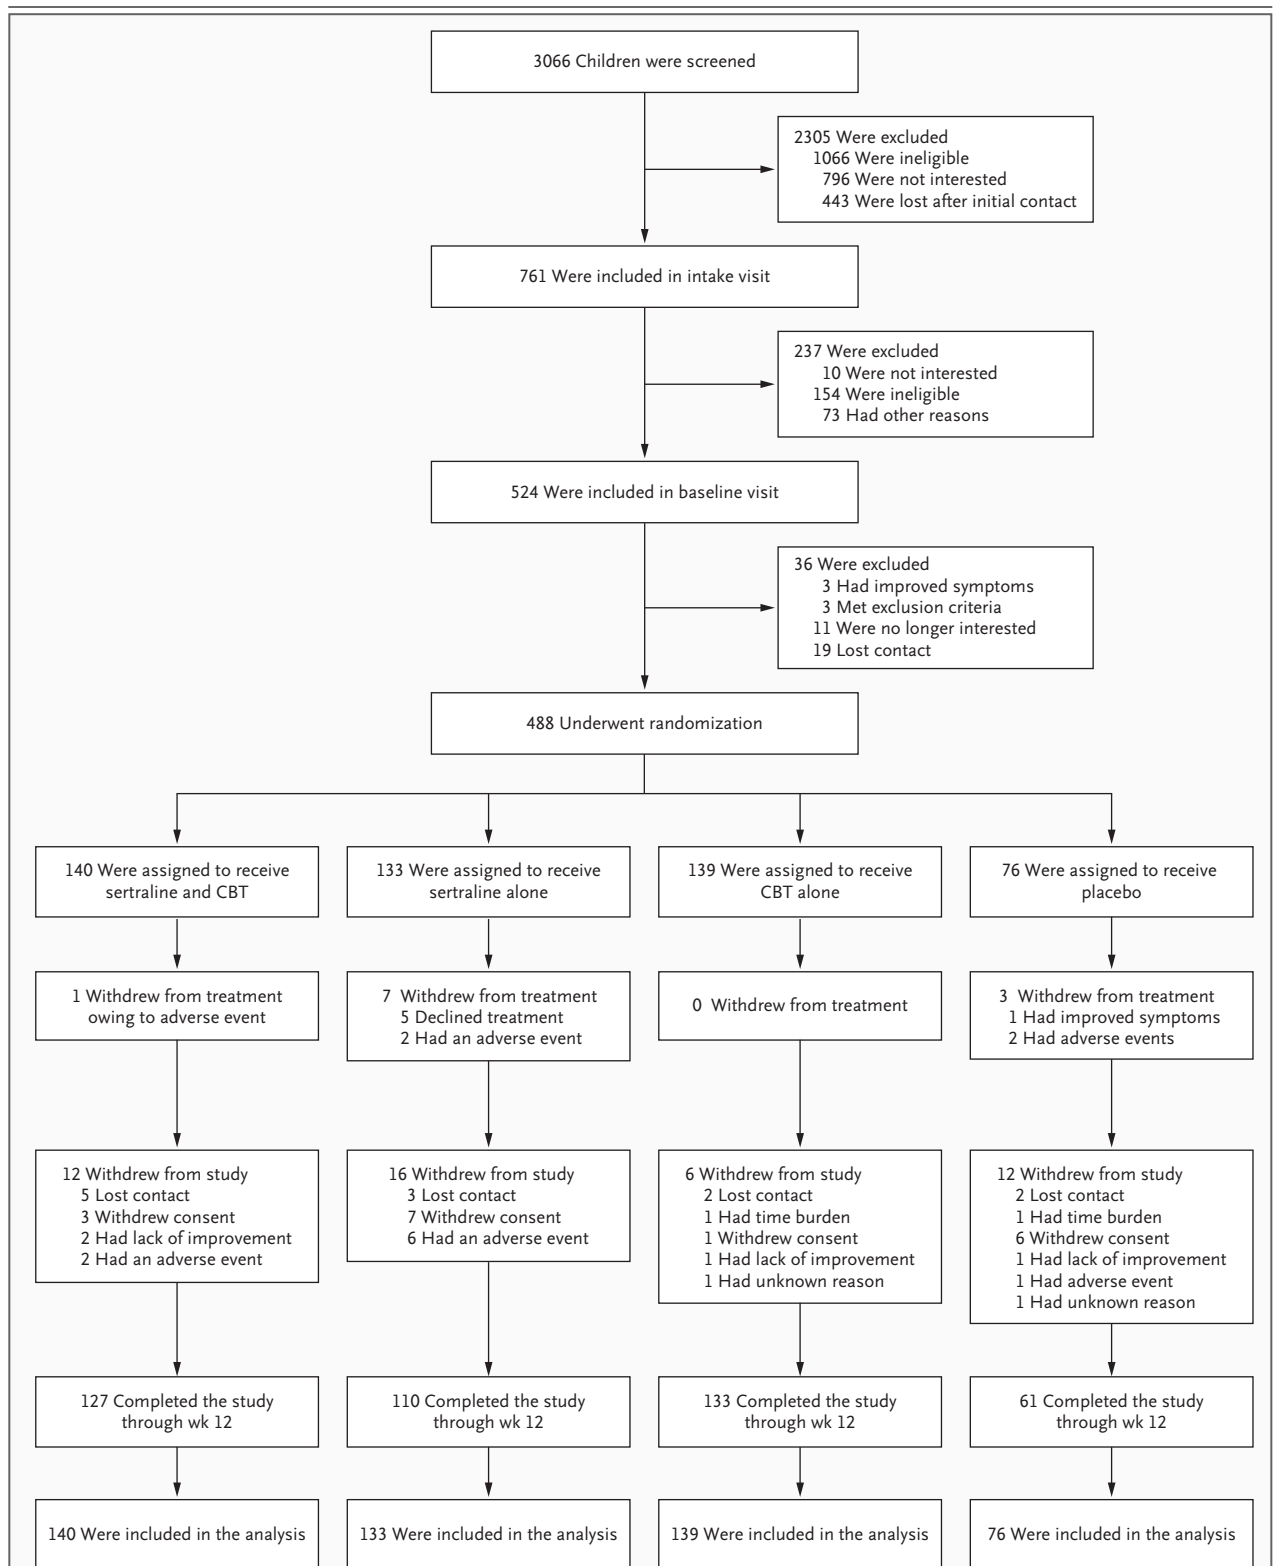 3066 Children were screened
2305 Were excluded
1066 Were ineligible
796 Were not interested
443 Were lost after initial contact
761 Were included in intake visit
237 Were excluded
10 Were not interested
154 Were ineligible
73 Had other reasons
524 Were included in baseline visit
36 Were excluded
3 Had improved symptoms
3 Met exclusion criteria
11 Were no longer interested
19 Lost contact
488 Underwent randomization
140 Were assigned to receive
sertraline and CBT
133 Were assigned to receive
sertraline alone
139 Were assigned to receive
CBT alone
76 Were assigned to receive
placebo
1 Withdrew from treatment
owing to adverse event
7 Withdrew from treatment
5 Declined treatment
2 Had an adverse event
0 Withdrew from treatment
3 Withdrew from treatment
1 Had improved symptoms
2 Had adverse events
12 Withdrew from study
5 Lost contact
3 Withdrew consent
2 Had lack of improvement
2 Had an adverse event
16 Withdrew from study
3 Lost contact
7 Withdrew consent
6 Had an adverse event
6 Withdrew from study
2 Lost contact
1 Had time burden
1 Withdrew consent
1 Had lack of improvement
1 Had unknown reason
12 Withdrew from study
2 Lost contact
1 Had time burden
6 Withdrew consent
1 Had lack of improvement
1 Had adverse event
1 Had unknown reason
127 Completed the study
through wk 12
110 Completed the study
through wk 12
133 Completed the study
through wk 12
61 Completed the study
through wk 12
140 Were included in the analysis
133 Were included in the analysis
139 Were included in the analysis
76 Were included in the analysis